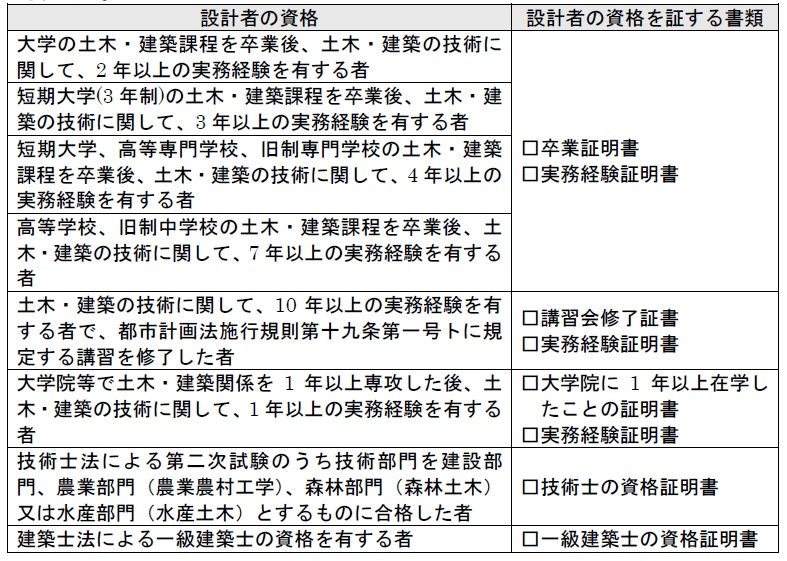 設計者の資格
設計者の資格を証する書類
大学の土木・建築課程を卒業後、土木・建築の技術に
関して、2 年以上の実務経験を有する者
短期大学(3 年制)の土木・建築課程を卒業後、土木・建
築の技術に関して、3 年以上の実務経験を有する者
短期大学、高等専門学校、旧制専門学校の土木・建築
課程を卒業後、土木・建築の技術に関して、4 年以上の
実務経験を有する者
高等学校、旧制中学校の土木・建築課程を卒業後、土
木・建築の技術に関して、7 年以上の実務経験を有する
者
□卒業証明書
□実務経験証明書
土木・建築の技術に関して、10 年以上の実務経験を有
する者で、都市計画法施行規則第十九条第一号トに規
定する講習を修了した者
□講習会修了証書
□実務経験証明書
大学院等で土木・建築関係を 1 年以上専攻した後、土
木・建築の技術に関して、1 年以上の実務経験を有する
者
□大学院に 1 年以上在学し
たことの証明書
□実務経験証明書
技術士法による第二次試験のうち技術部門を建設部
門、農業部門（農業農村工学）、森林部門（森林土木）
又は水産部門（水産土木）とするものに合格した者
□技術士の資格証明書
建築士法による一級建築士の資格を有する者
□一級建築士の資格証明書